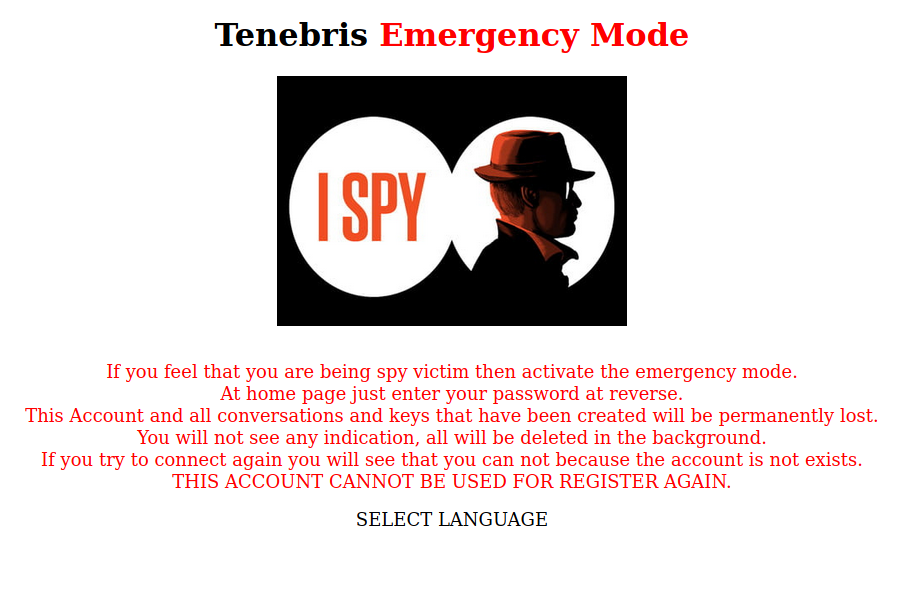 Tenebris Emergency Mode
I SPY
If you feel that you are being spy victim then activate the emergency mode.
At home page just enter your password at reverse.
This Account and all conversations and keys that have been created will be permanently lost.
You will not see any indication, all will be deleted in the background.
If you try to connect again you will see that you can not because the account is not exists.
THIS ACCOUNT CANNOT BE USED FOR REGISTER AGAIN.
SELECT LANGUAGE